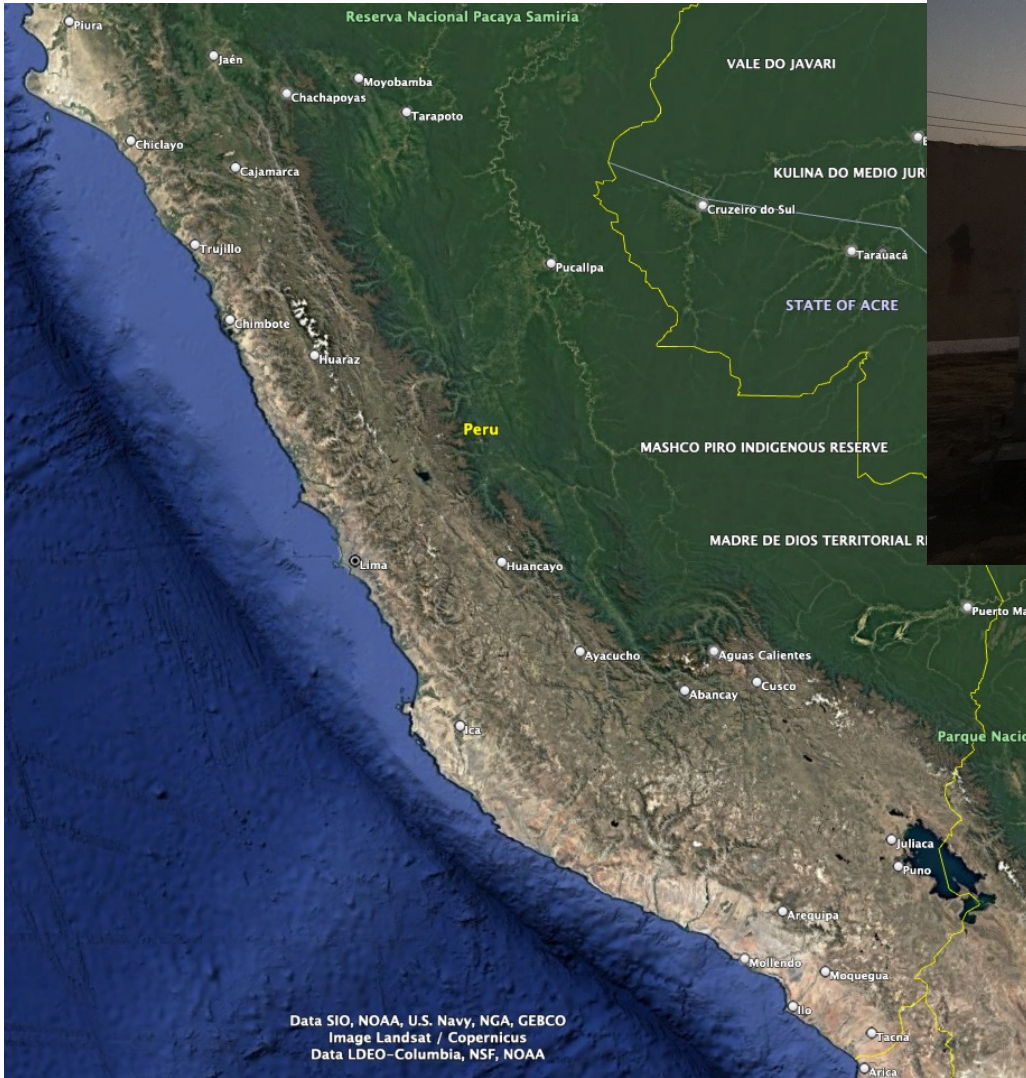 Reserva Nacional Pacaya Samiria
Piura
Jaén
VALE DO JAVARI
Moyobamba
Chachapoyas
Tarapoto
Chiclayo
Cajamarca
KULINA DO MEDIO JUR
Cruzeiro do Sul
Trujillo
Tarauacá
Pucallpa
STATE OF ACRE
Chimbote
Huaraz
Peru
MASHCO PIRO INDIGENOUS RESERVE
MADRE DE DIOS TERRITORIAL R
Lima
Huancayo
Puerto Ma
Ayacucho
Aguas Calientes
Cusco
Abancay
Ica
Parque Nacio
Juliaca
Puno
Arequipa
Mollendo
Moquegua
Ilo
Data SIO, NOAA, U.S. Navy, NGA, GEBCO
Image Landsat / Copernicus
Data LDEO-Columbia, NSF, NOAA
Tacna
Arica